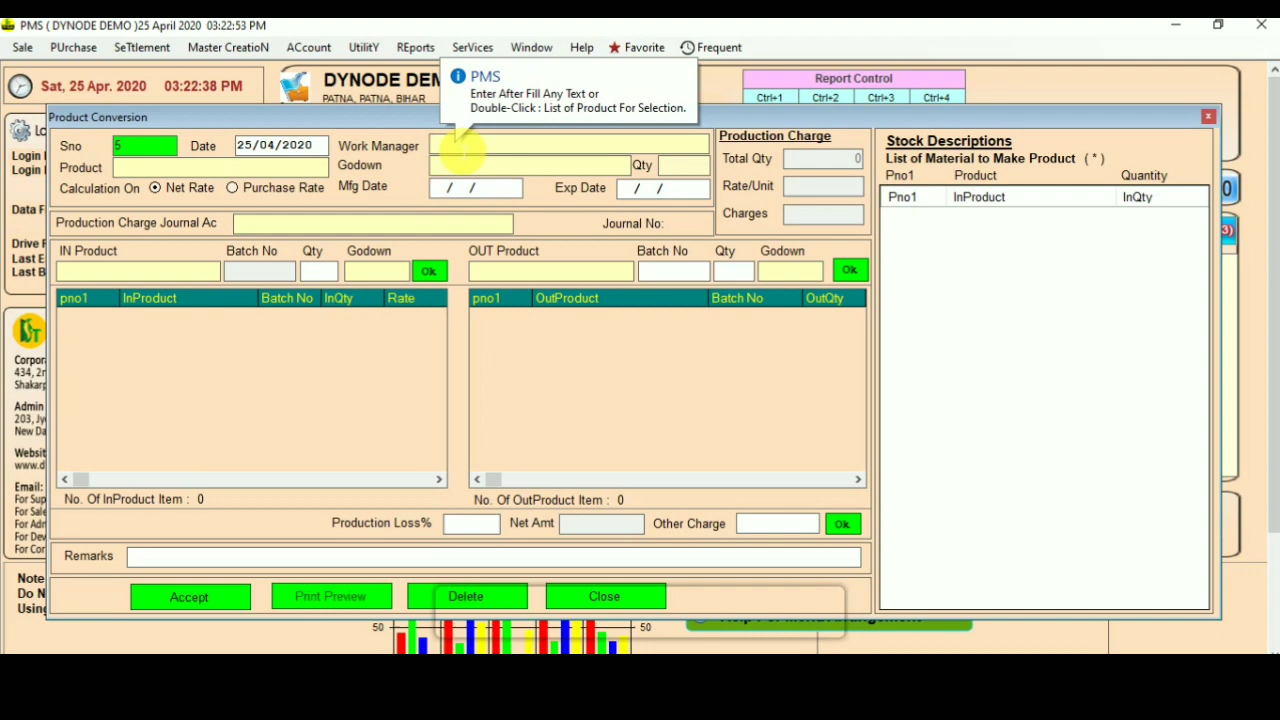 PMS ( DYNODE DEMO )25 April 2020 03:22:53 PM
Sale PUrchase SeTtlement Master CreatioN ACcount UtilitY REports SerVices Window Help Favorite Frequent
Sat, 25 Apr. 2020 03:22:38 PM
DYNODE DEM
PATNA, PATNA, BIHAR
PMS
Enter After Fill Any Text or
Double-Click : List of Product For Selection.
Report Control
Ctrl+1 Ctrl+2 Ctrl+3 Ctrl+4
Product Conversion
Sno 5 Date 25/04/2020 Work Manager
Product Godown Qty
Calculation On Net Rate Purchase Rate Mfg Date / / Exp Date / /
Production Charge
Total Qty 0
Rate/Unit
Charges
Production Charge Journal Ac Journal No:
IN Product Batch No Qty Godown Ok
OUT Product Batch No Qty Godown Ok
pno1 InProduct Batch No InQty Rate
pno1 OutProduct Batch No OutQty
No. Of InProduct Item : 0
No. Of OutProduct Item : 0
Production Loss% Net Amt Other Charge Ok
Remarks
Accept Print Preview Delete Close
Stock Descriptions
List of Material to Make Product ( * )
Pno1 Product Quantity
Pno1 InProduct InQty
Lo
Login
Login
Data F
Drive F
Last E
Last B
Corpor
434, 2n
Shakarp
Admin
203, Jy
New Da
Websit
www.d
Email:
For Sup
For Sale
For Adn
For Dev
For Cor
Note
Do N
Using
50 50
0
3)